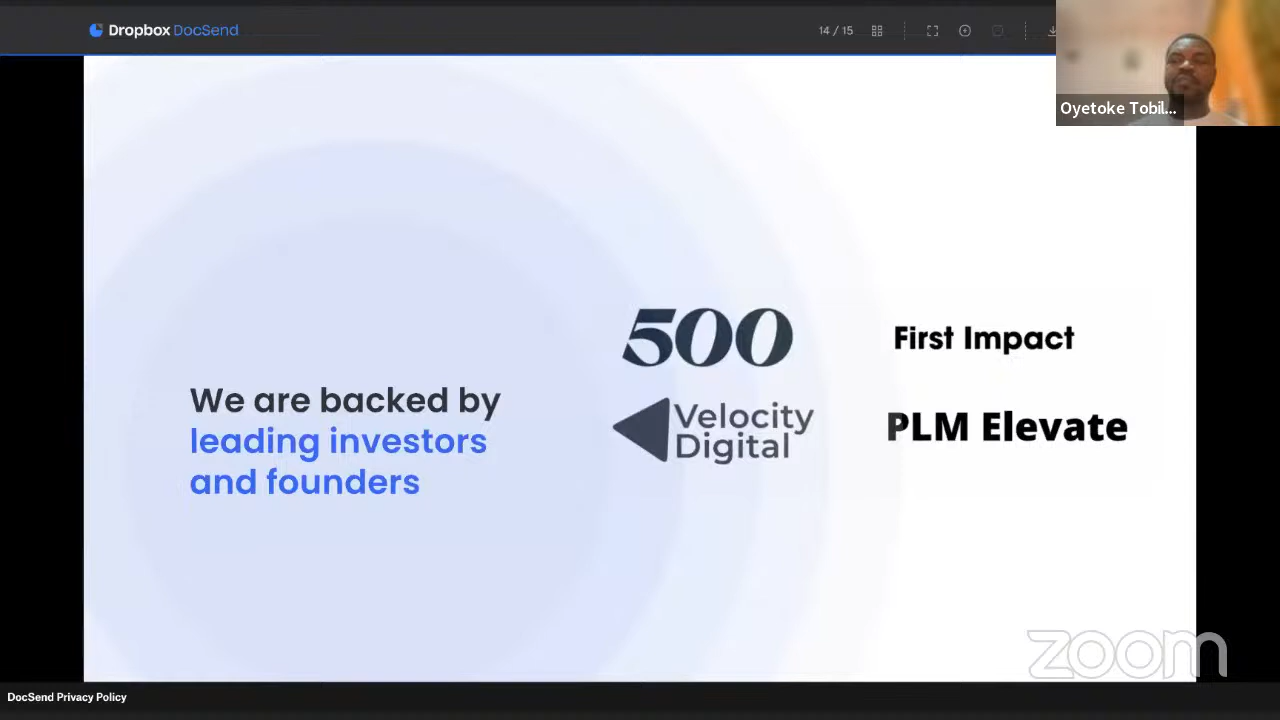 Dropbox DocSend
14 / 15
Oyetoke Tobil...
We are backed by
leading investors
and founders
500
First Impact
Velocity
Digital
PLM Elevate
zoom
DocSend Privacy Policy